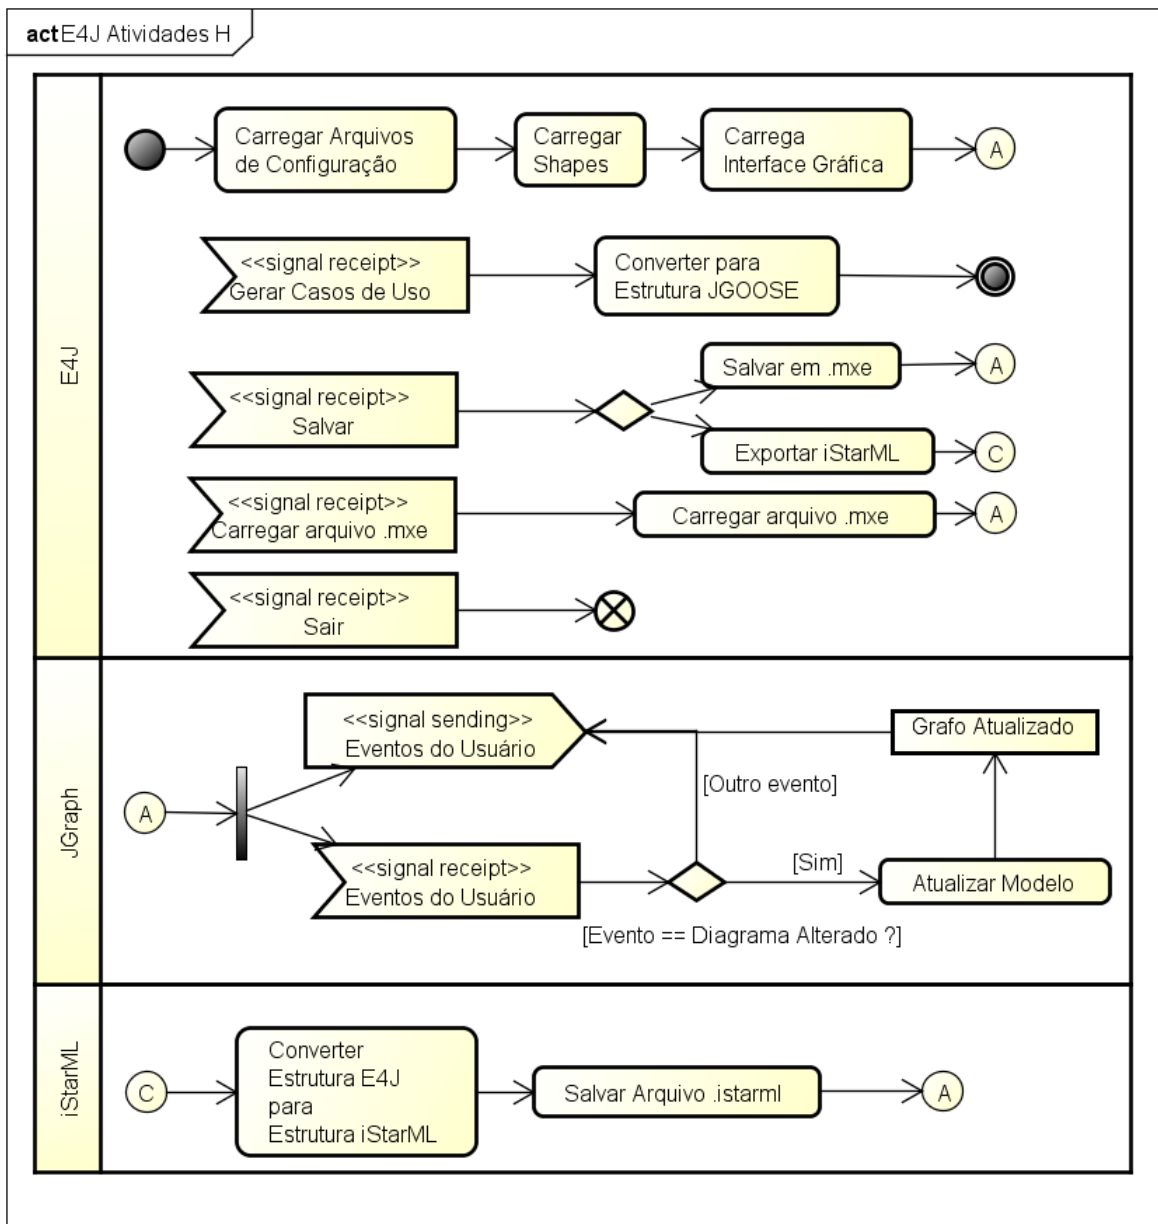 act E4J Atividades H
E4J
Carregar Arquivos
de Configuração
Carregar
Shapes
Carrega
Interface Gráfica
A
<<signal receipt>>
Gerar Casos de Uso
Converter para
Estrutura JGOOSE
<<signal receipt>>
Salvar
Salvar em .mxe
A
Exportar iStarML
C
<<signal receipt>>
Carregar arquivo .mxe
Carregar arquivo .mxe
A
<<signal receipt>>
Sair
JGraph
A
<<signal sending>>
Eventos do Usuário
Grafo Atualizado
[Outro evento]
<<signal receipt>>
Eventos do Usuário
[Sim]
Atualizar Modelo
[Evento == Diagrama Alterado ?]
iStarML
C
Converter
Estrutura E4J
para
Estrutura iStarML
Salvar Arquivo .istarml
A